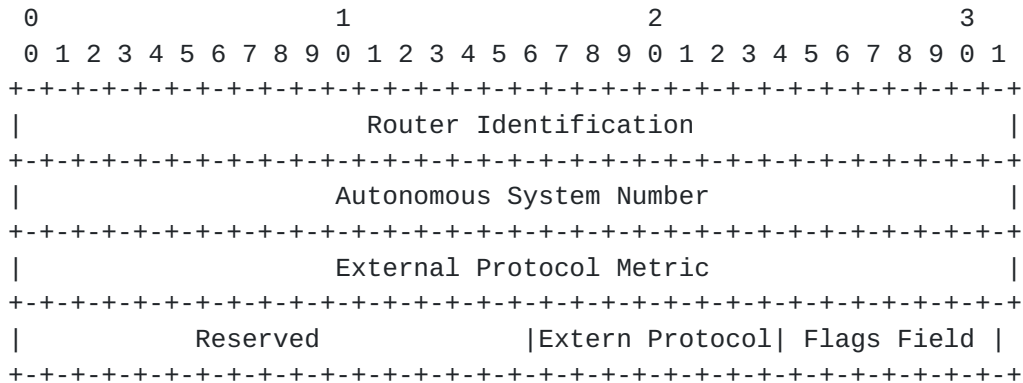 0                   1                   2                   3
 0 1 2 3 4 5 6 7 8 9 0 1 2 3 4 5 6 7 8 9 0 1 2 3 4 5 6 7 8 9 0 1
+-+-+-+-+-+-+-+-+-+-+-+-+-+-+-+-+-+-+-+-+-+-+-+-+-+-+-+-+-+-+-+-+
|                      Router Identification                    |
+-+-+-+-+-+-+-+-+-+-+-+-+-+-+-+-+-+-+-+-+-+-+-+-+-+-+-+-+-+-+-+-+
|                    Autonomous System Number                   |
+-+-+-+-+-+-+-+-+-+-+-+-+-+-+-+-+-+-+-+-+-+-+-+-+-+-+-+-+-+-+-+-+
|                    External Protocol Metric                   |
+-+-+-+-+-+-+-+-+-+-+-+-+-+-+-+-+-+-+-+-+-+-+-+-+-+-+-+-+-+-+-+-+
|           Reserved             |Extern Protocol| Flags Field |
+-+-+-+-+-+-+-+-+-+-+-+-+-+-+-+-+-+-+-+-+-+-+-+-+-+-+-+-+-+-+-+-+